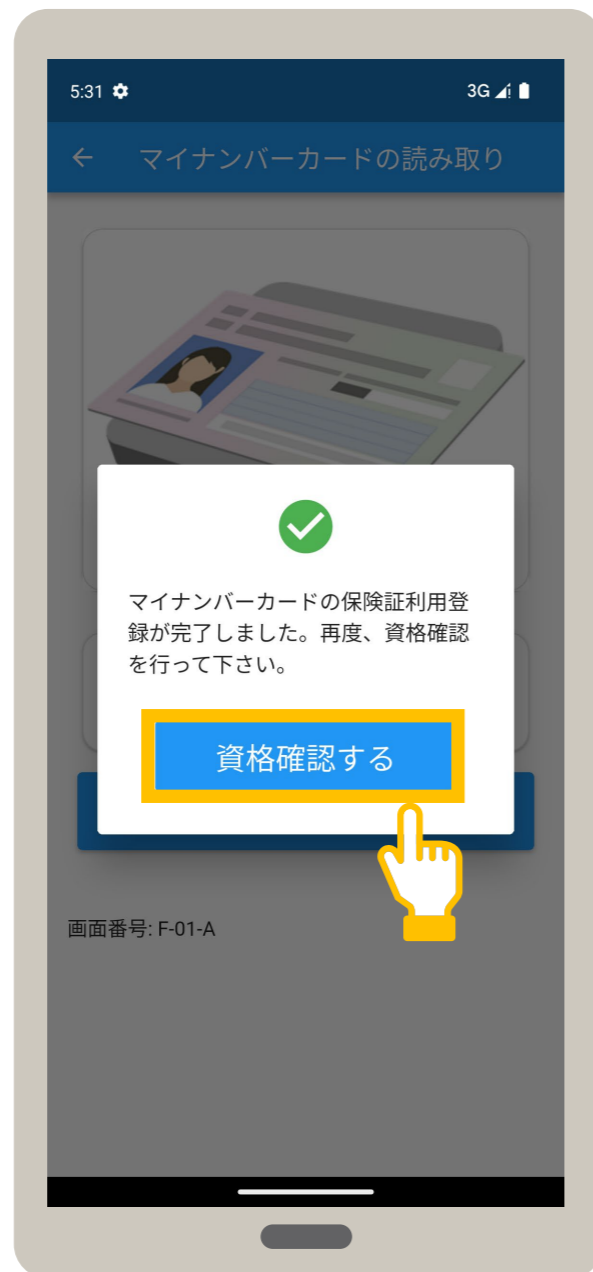 5:31 3G
マイナンバーカードの読み取り
マイナンバーカードの保険証利用登
録が完了しました。再度、資格確認
を行って下さい。
資格確認する
画面番号: F-01-A